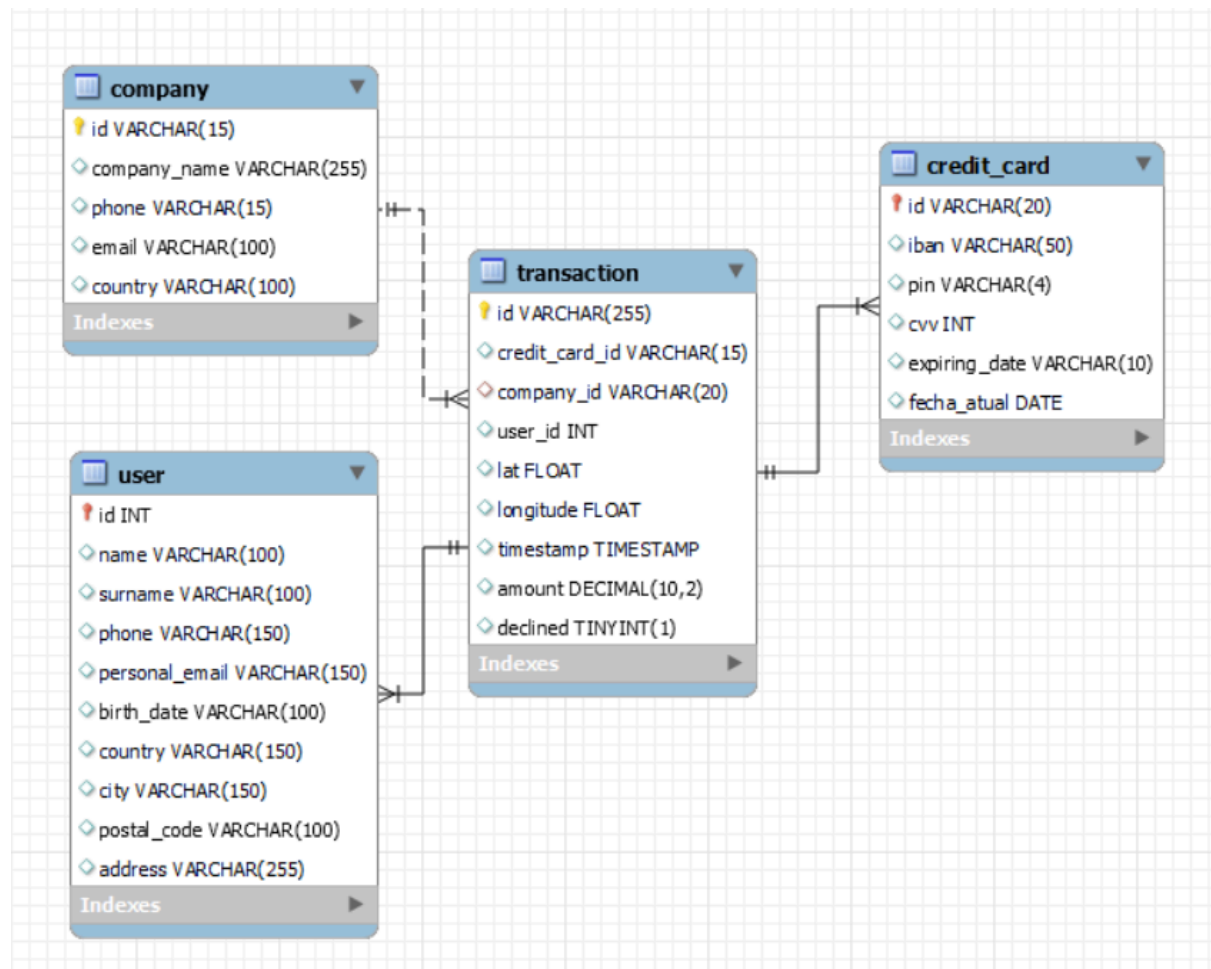 company
id VARCHAR(15)
company_name VARCHAR(255)
phone VARCHAR(15)
email VARCHAR(100)
country VARCHAR(100)
Indexes
credit_card
id VARCHAR(20)
iban VARCHAR(50)
pin VARCHAR(4)
cvv INT
expiring_date VARCHAR(10)
fecha_atual DATE
Indexes
transaction
id VARCHAR(255)
credit_card_id VARCHAR(15)
company_id VARCHAR(20)
user_id INT
lat FLOAT
longitude FLOAT
timestamp TIMESTAMP
amount DECIMAL(10,2)
declined TINYINT(1)
Indexes
user
id INT
name VARCHAR(100)
surname VARCHAR(100)
phone VARCHAR(150)
personal_email VARCHAR(150)
birth_date VARCHAR(100)
country VARCHAR(150)
city VARCHAR(150)
postal_code VARCHAR(100)
address VARCHAR(255)
Indexes